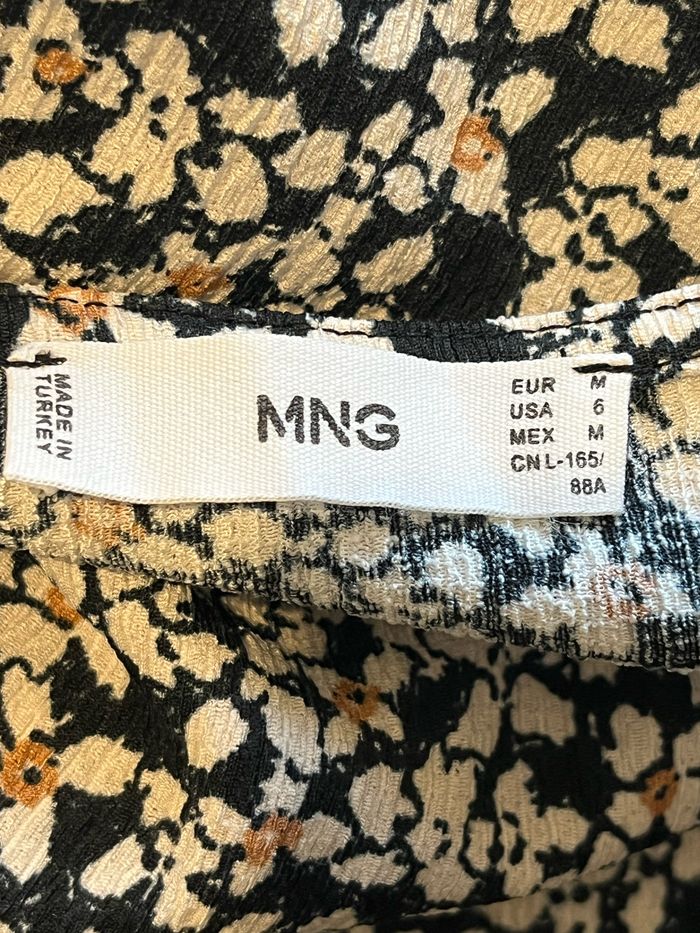 MADE IN
TURKEY
MNG
EUR M
USA 6
MEX M
CN L-165/
88A